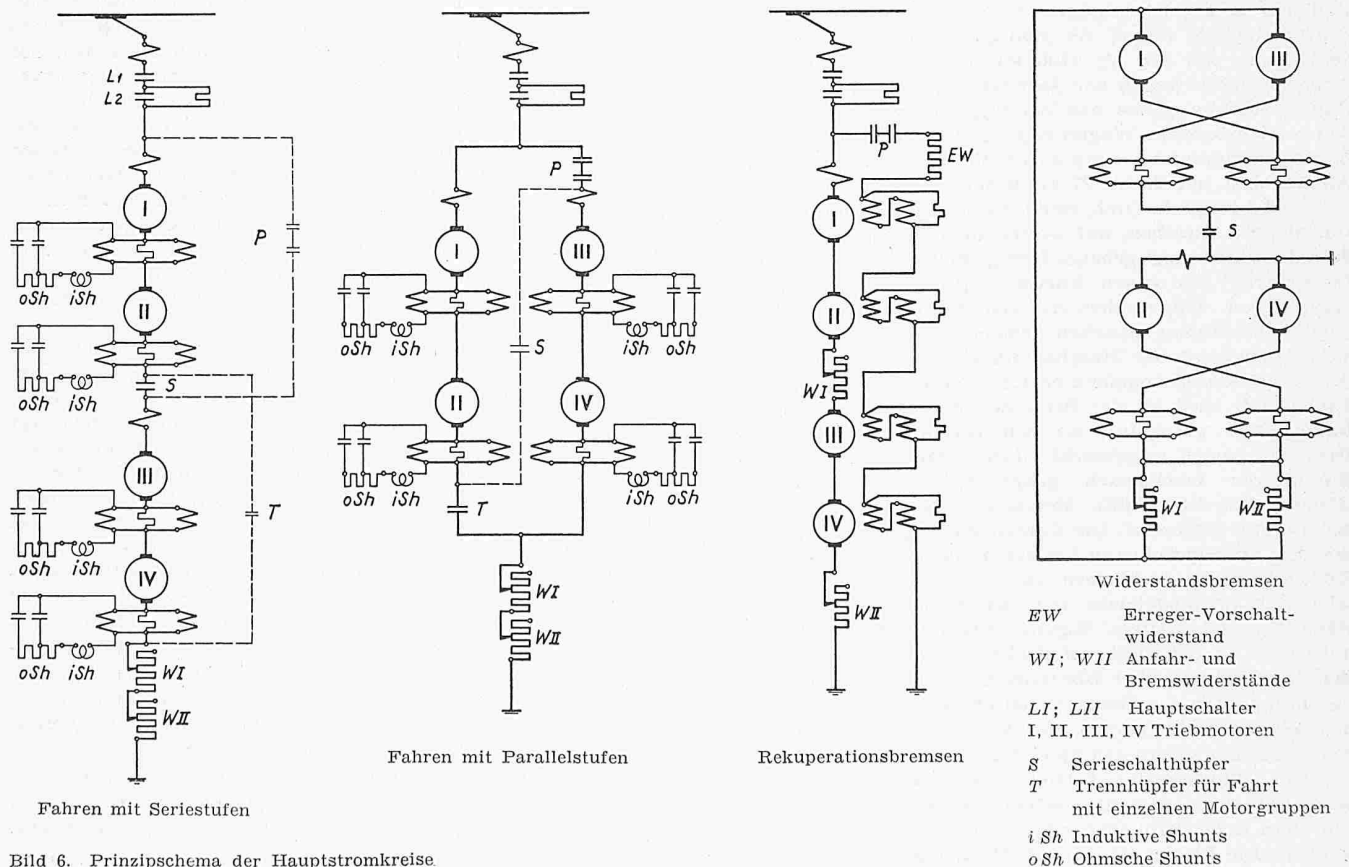 L1
L2
I
P
oSh
iSh
II
oSh
iSh
S
III
T
oSh
iSh
IV
oSh
iSh
WI
WII
Fahren mit Seriestufen
P
I
III
oSh
iSh
S
iSh
oSh
II
IV
oSh
iSh
T
iSh
oSh
WI
WII
Fahren mit Parallelstufen
P
EW
I
II
WI
III
IV
WII
Rekuperationsbremsen
I
III
S
II
IV
WI
WII
Widerstandsbremsen
EW Erreger-Vorschalt-
widerstand
WI; WII Anfahr- und
Bremswiderstände
LI; LII Hauptschalter
I, II, III, IV Triebmotoren
S Serieschalthüpfer
T Trennhüpfer für Fahrt
mit einzelnen Motorgruppen
i Sh Induktive Shunts
o Sh Ohmsche Shunts
Bild 6. Prinzipschema der Hauptstromkreise